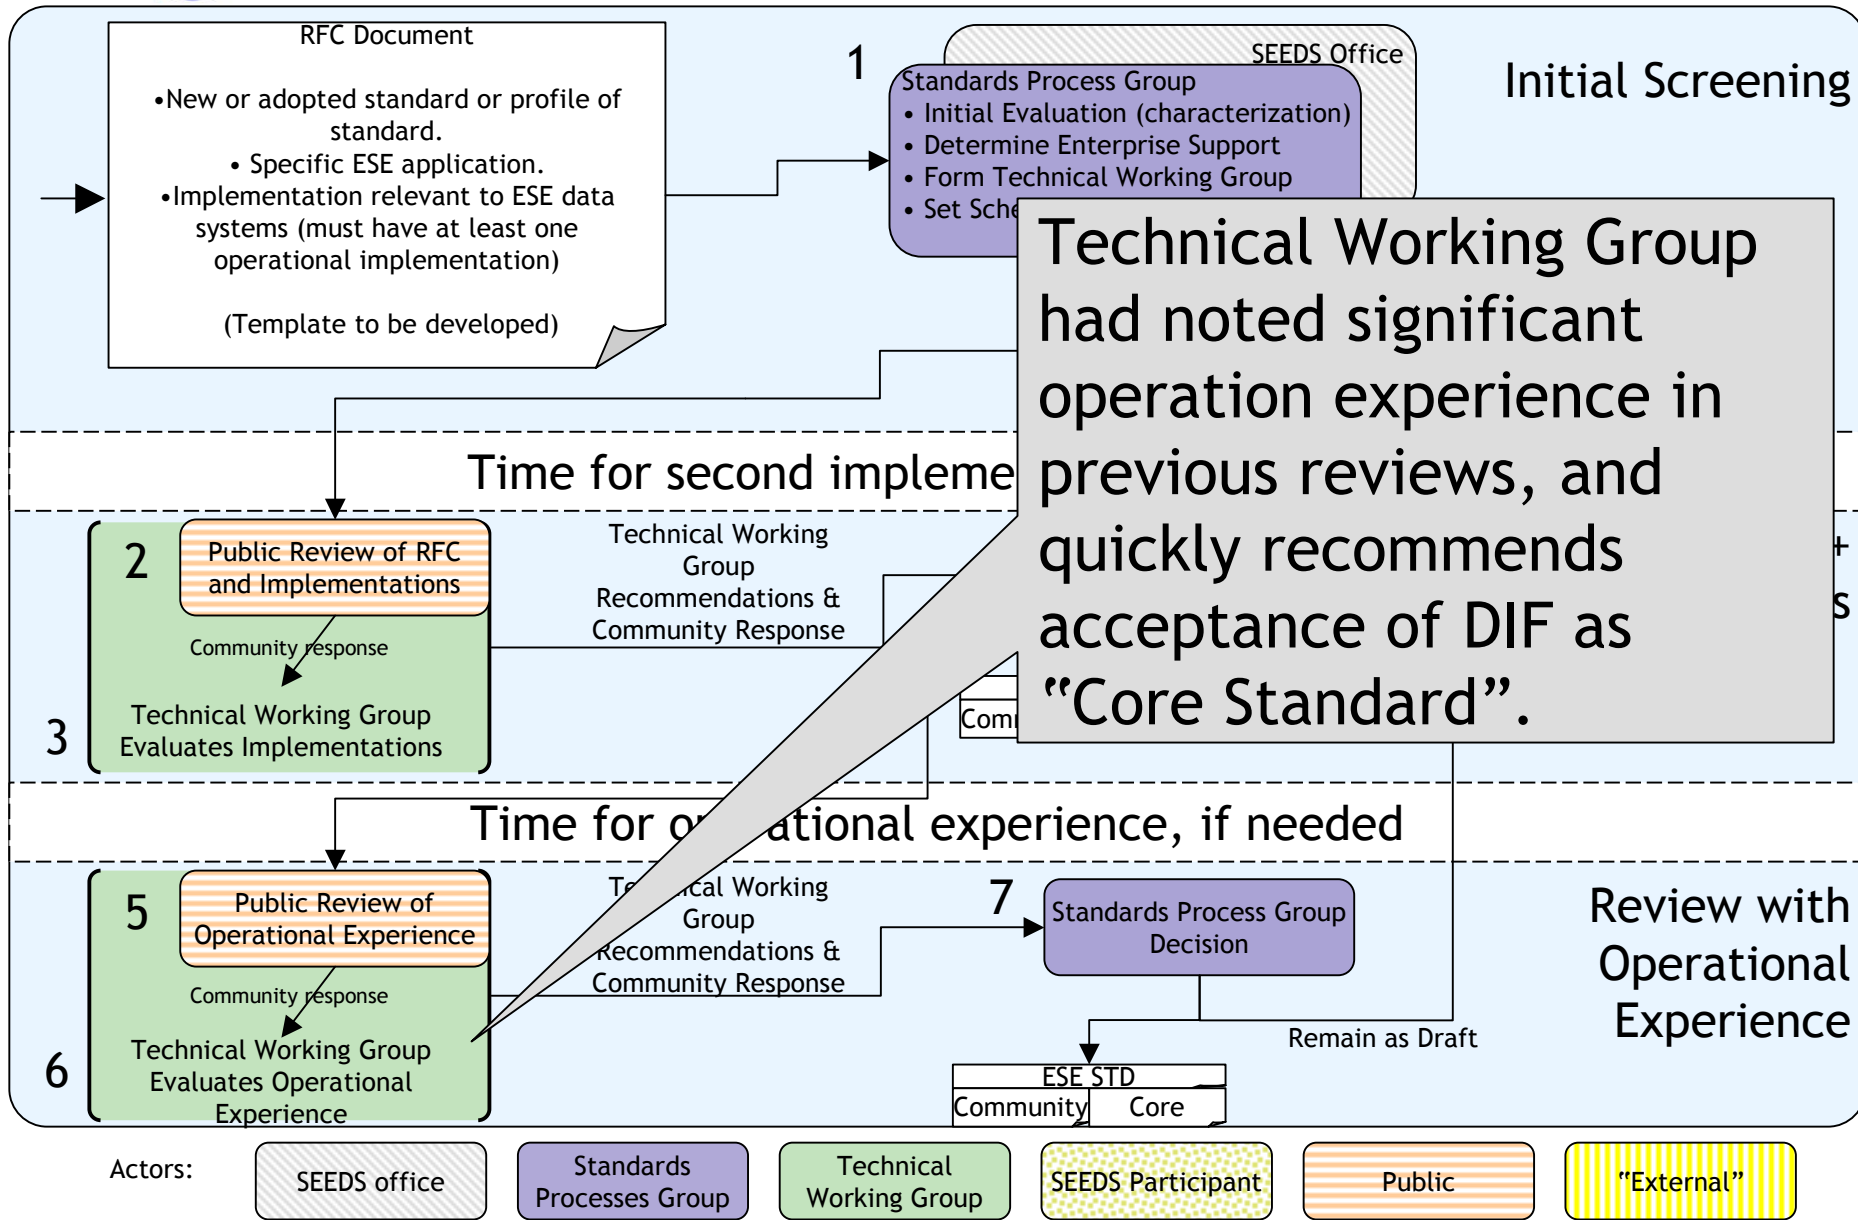 RFC Document
•New or adopted standard or profile of
standard.
• Specific ESE application.
•Implementation relevant to ESE data
systems (must have at least one
operational implementation)
(Template to be developed)
1
SEEDS Office
Standards Process Group
• Initial Evaluation (characterization)
• Determine Enterprise Support
• Form Technical Working Group
• Set
Initial Screening
Technical Working Group
had noted significant
operation experience in
previous reviews, and
quickly recommends
acceptance of DIF as
“Core Standard”.
Time for second
2
Public Review of RFC
and Implementations
Community response
3
Technical Working Group
Evaluates Implementations
Technical Working
Group
Recommendations &
Community Response
+
s
Time for operational experience, if needed
5
Public Review of
Operational Experience
Community response
6
Technical Working Group
Evaluates Operational
Experience
Technical Working
Group
Recommendations &
Community Response
7
Standards Process Group
Decision
Remain as Draft
ESE STD
Community
Core
Review with
Operational
Experience
Actors:
SEEDS office
Standards
Processes Group
Technical
Working Group
SEEDS Participant
Public
“External”